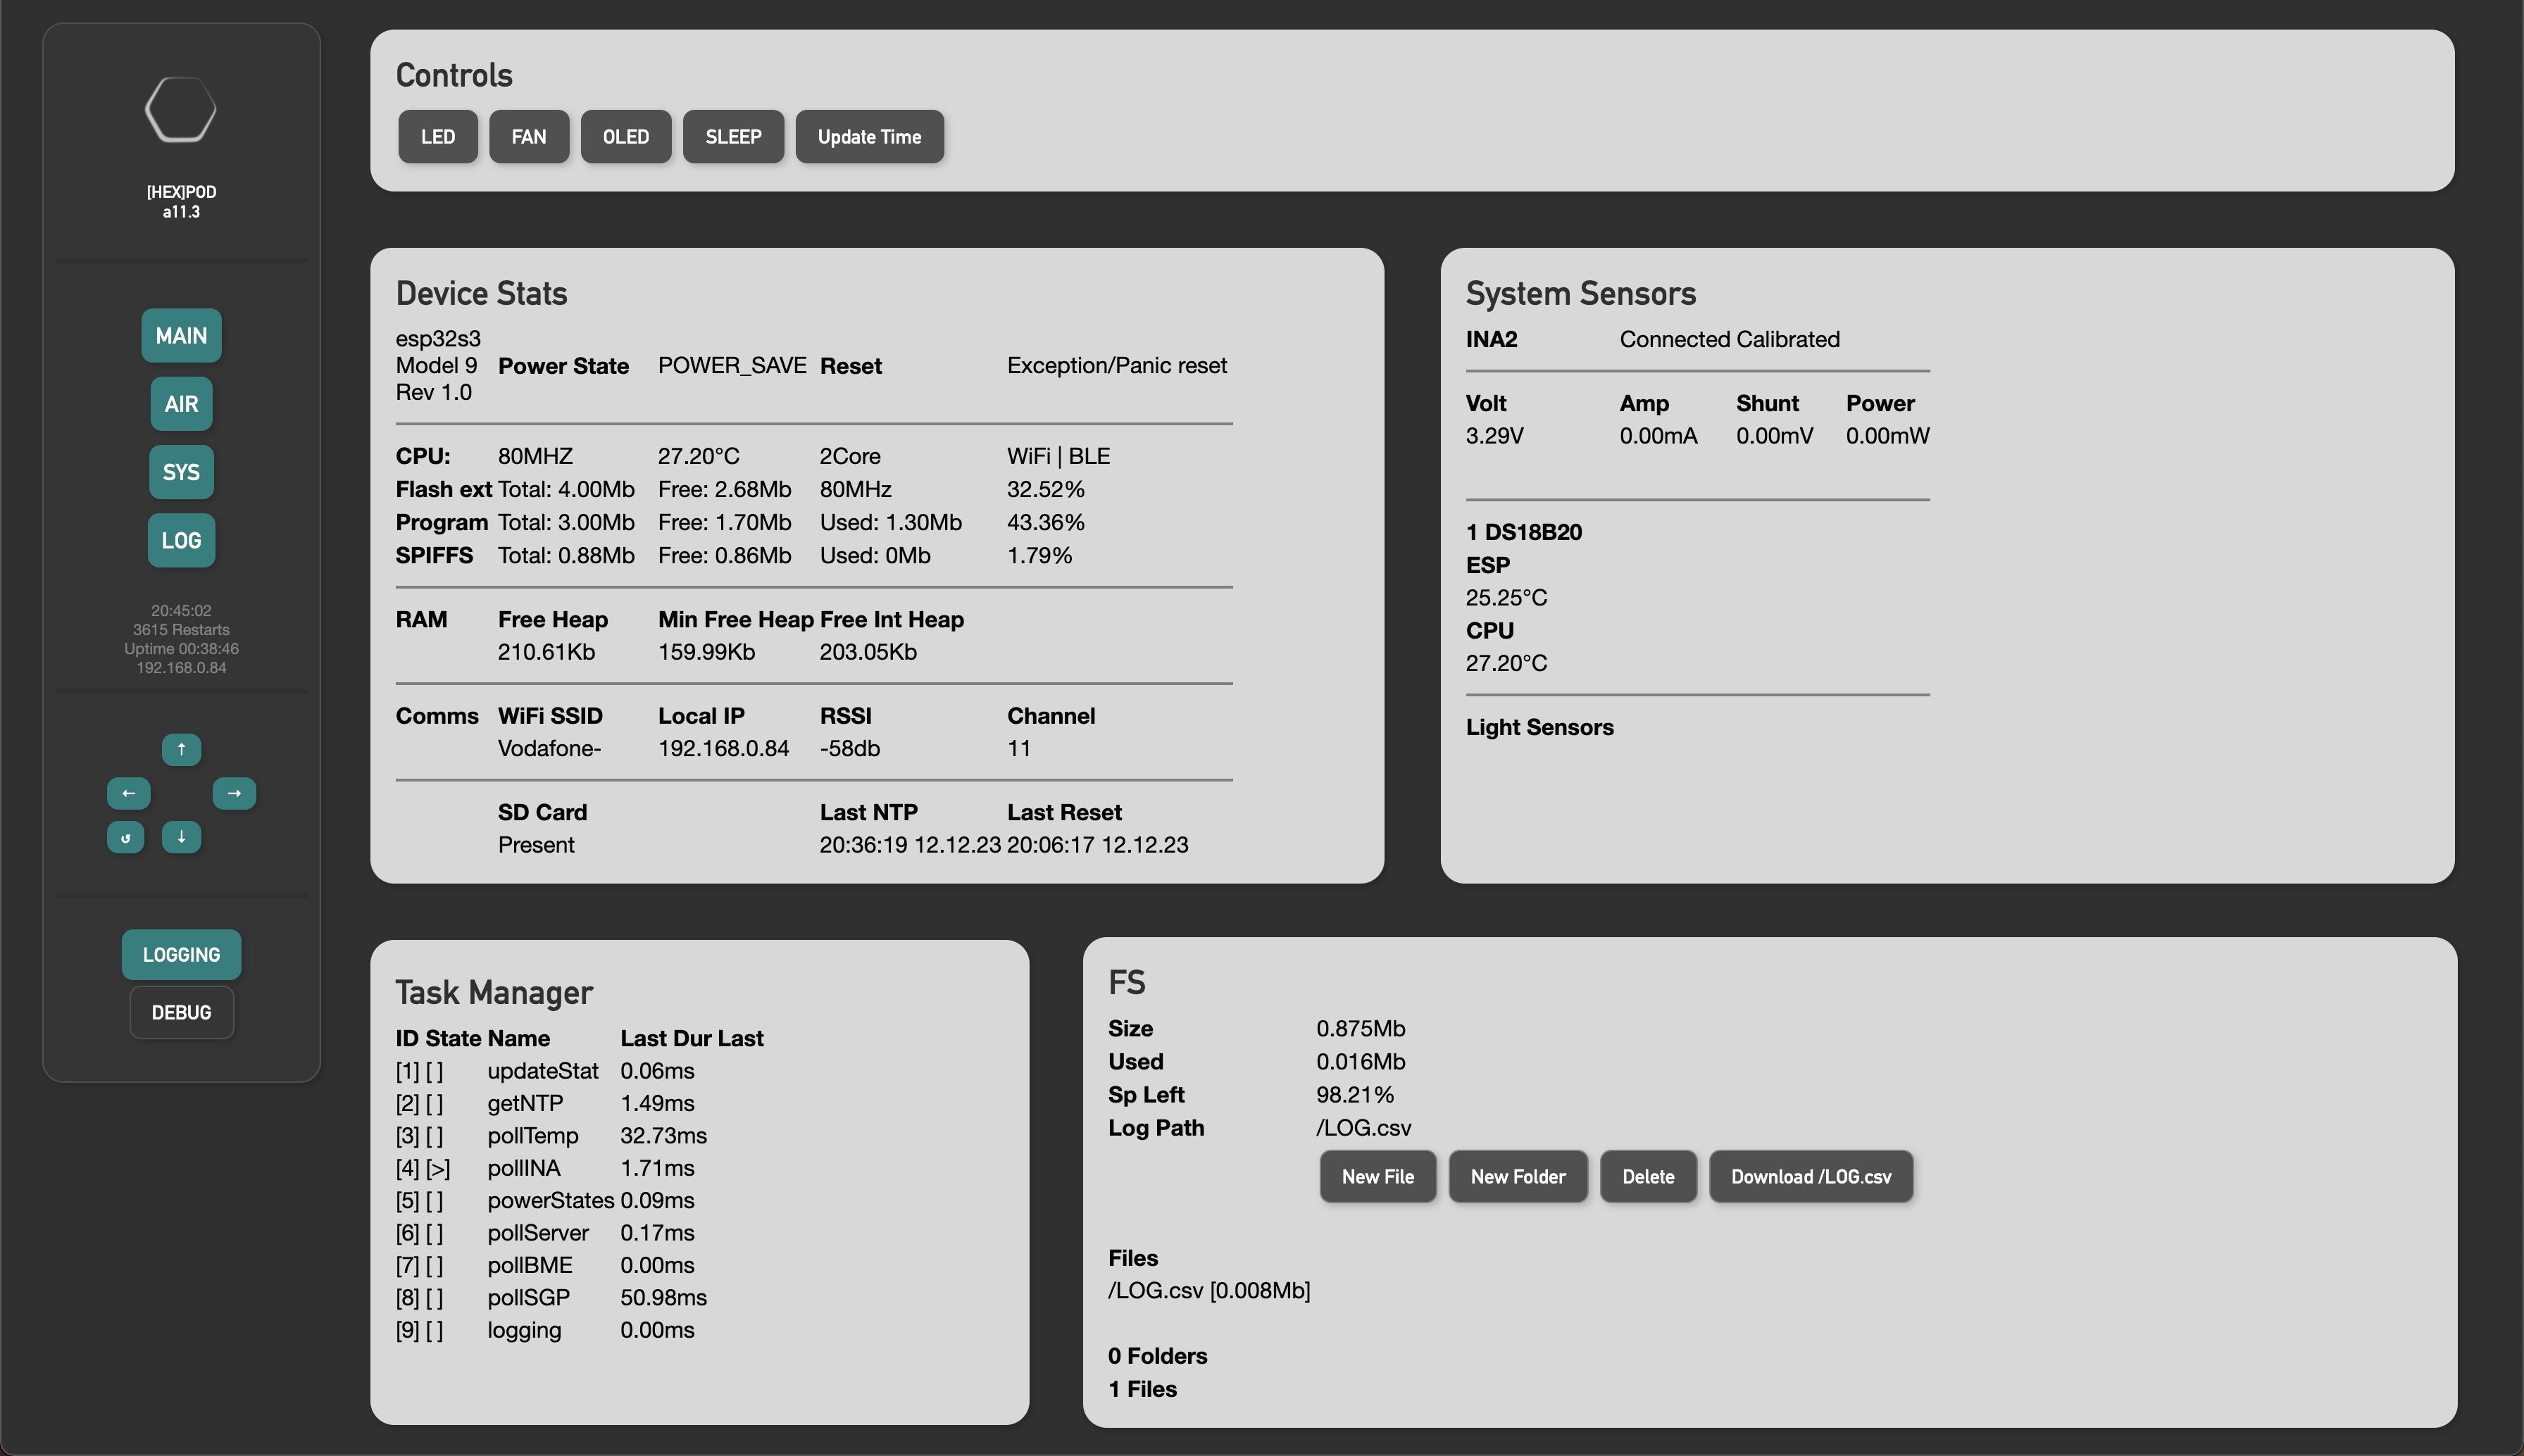 [HEX]POD
a11.3
MAIN
AIR
SYS
LOG
20:45:02
3615 Restarts
Uptime 00:38:46
192.168.0.84
↑
← →
↺ ↓
LOGGING
DEBUG
Controls
LED FAN OLED SLEEP Update Time
Device Stats
esp32s3
Model 9 Power State POWER_SAVE Reset Exception/Panic reset
Rev 1.0
CPU: 80MHZ 27.20°C 2Core WiFi | BLE
Flash ext Total: 4.00Mb Free: 2.68Mb 80MHz 32.52%
Program Total: 3.00Mb Free: 1.70Mb Used: 1.30Mb 43.36%
SPIFFS Total: 0.88Mb Free: 0.86Mb Used: 0Mb 1.79%
RAM Free Heap Min Free Heap Free Int Heap
210.61Kb 159.99Kb 203.05Kb
Comms WiFi SSID Local IP RSSI Channel
Vodafone- 192.168.0.84 -58db 11
SD Card Last NTP Last Reset
Present 20:36:19 12.12.23 20:06:17 12.12.23
System Sensors
INA2 Connected Calibrated
Volt Amp Shunt Power
3.29V 0.00mA 0.00mV 0.00mW
1 DS18B20
ESP
25.25°C
CPU
27.20°C
Light Sensors
Task Manager
ID State Name Last Dur Last
[1] [ ] updateStat 0.06ms
[2] [ ] getNTP 1.49ms
[3] [ ] pollTemp 32.73ms
[4] [>] pollINA 1.71ms
[5] [ ] powerStates 0.09ms
[6] [ ] pollServer 0.17ms
[7] [ ] pollBME 0.00ms
[8] [ ] pollSGP 50.98ms
[9] [ ] logging 0.00ms
FS
Size 0.875Mb
Used 0.016Mb
Sp Left 98.21%
Log Path /LOG.csv
New File New Folder Delete Download /LOG.csv
Files
/LOG.csv [0.008Mb]
0 Folders
1 Files